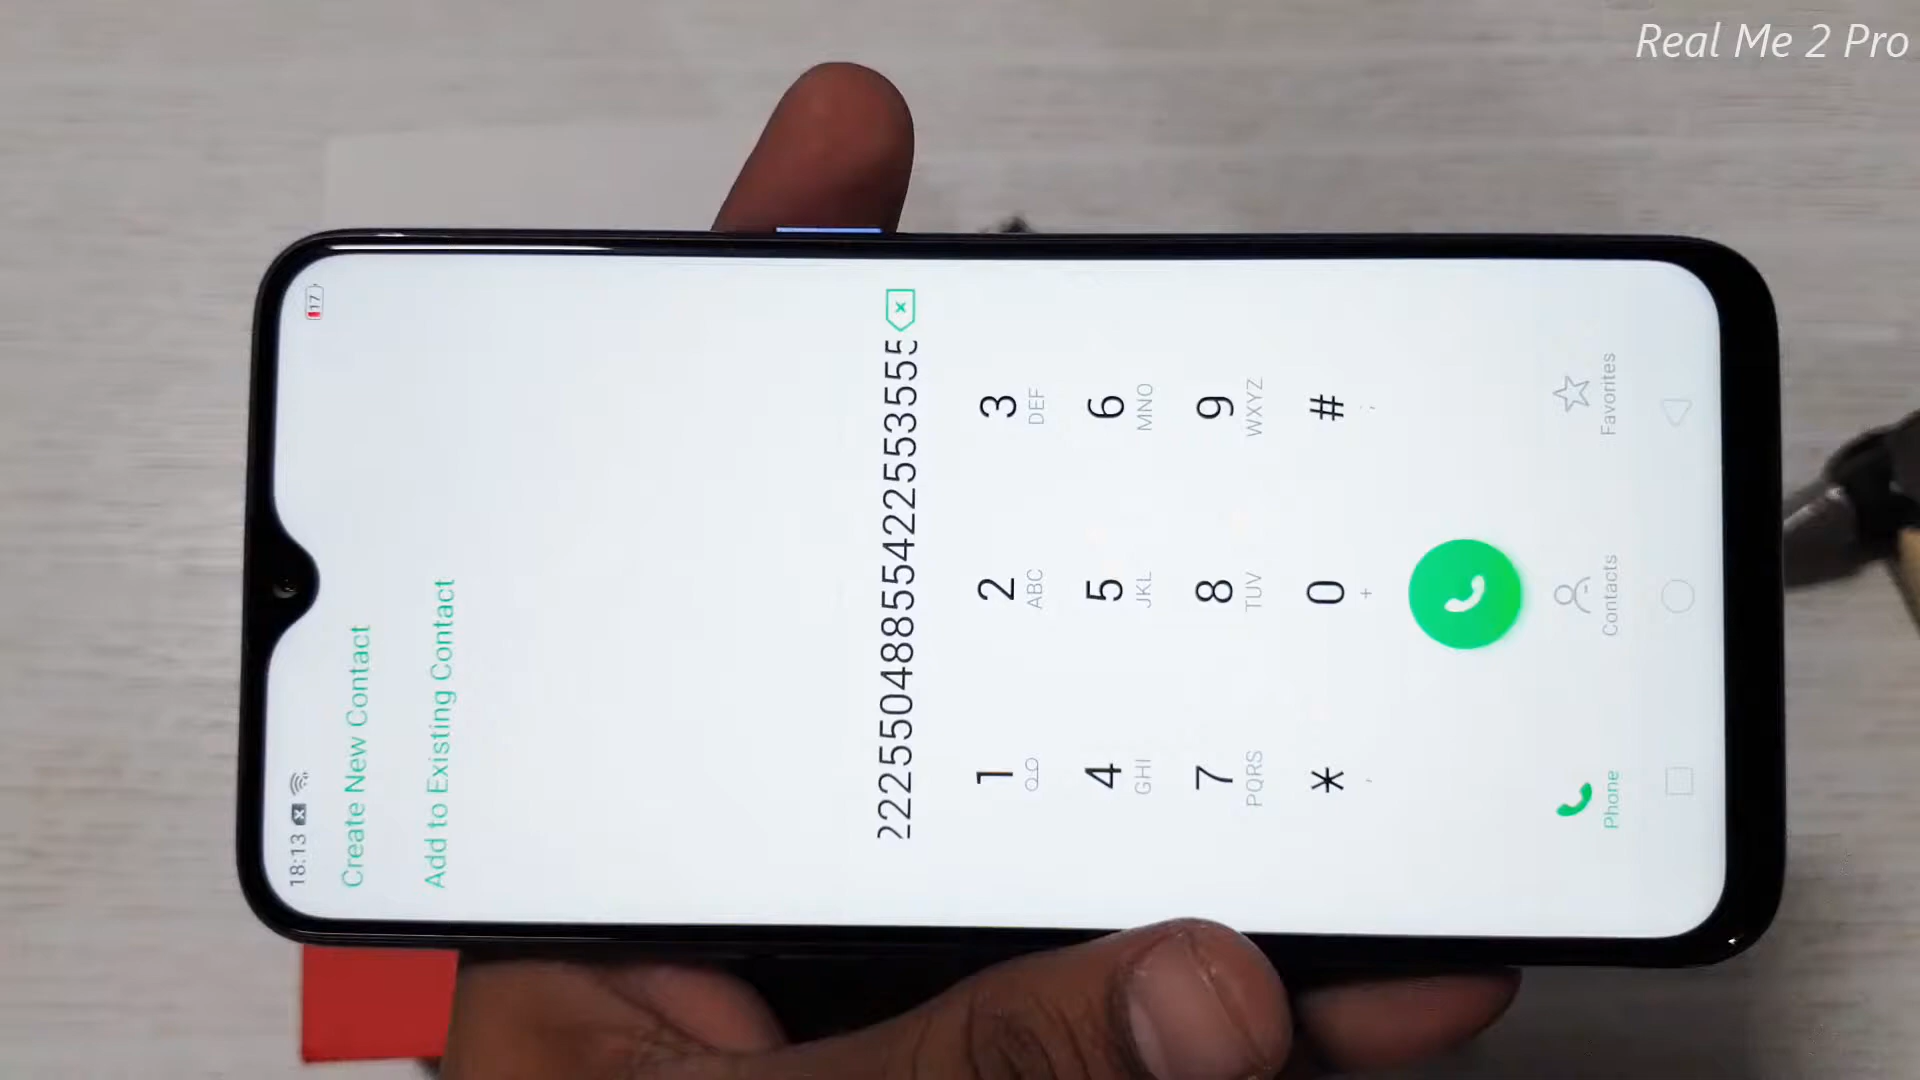 Real Me 2 Pro
18:13
17
Create New Contact
Add to Existing Contact
22255048855422553555
1
2 ABC
3 DEF
4 GHI
5 JKL
6 MNO
7 PQRS
8 TUV
9 WXYZ
* ,
0 +
# ;
Phone
Contacts
Favorites